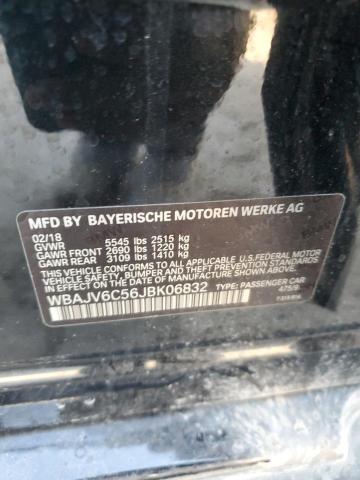 MFD BY BAYERISCHE MOTOREN WERKE AG
02/18
GVWR 5545 lbs 2515 kg
GAWR FRONT 2690 lbs 1220 kg
GAWR REAR 3109 lbs 1410 kg
THIS VEHICLE CONFORMS TO ALL APPLICABLE U.S.FEDERAL MOTOR
VEHICLE SAFETY, BUMPER AND THEFT PREVENTION STANDARDS
IN EFFECT ON THE DATE OF MANUFACTURE SHOWN ABOVE.
WBAJV6C56JBK06832 TYPE: PASSENGER CAR
475/9